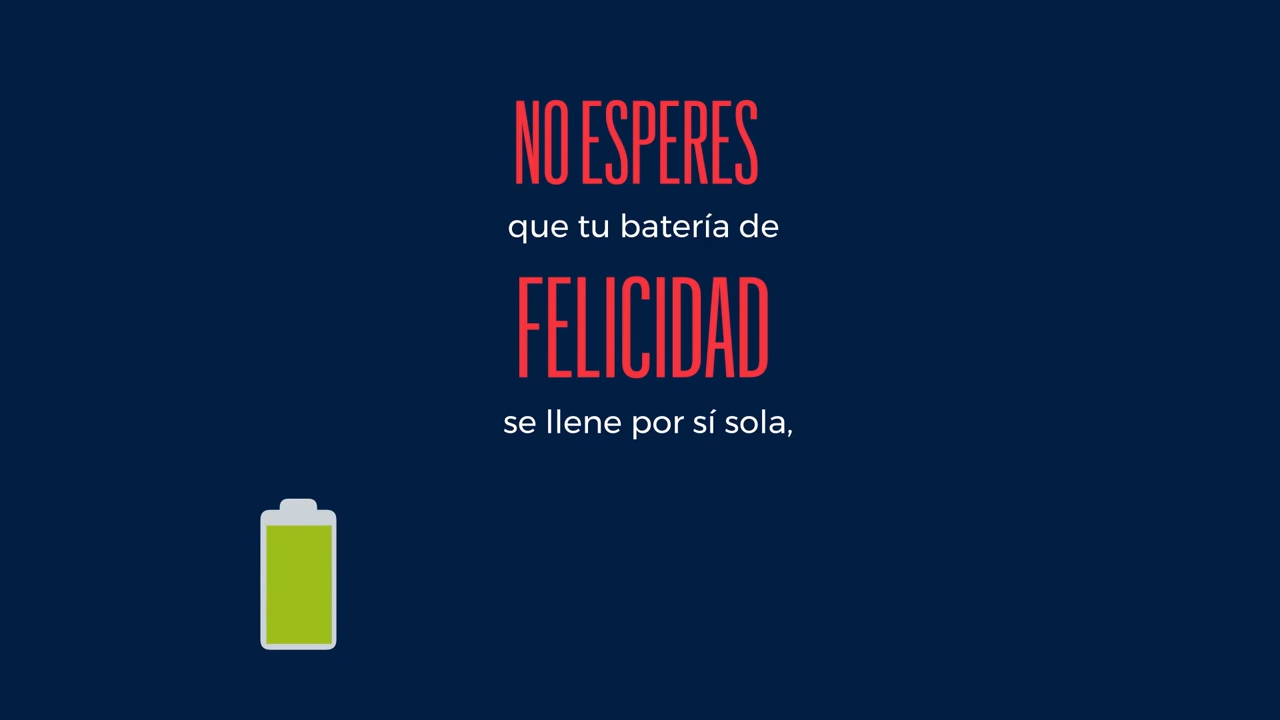 NO ESPERES
que tu batería de
FELICIDAD
se llene por sí sola,